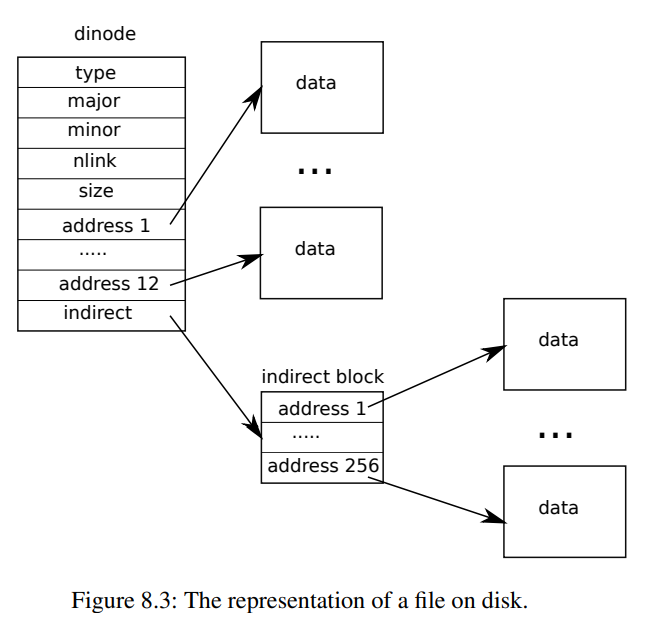 dinode
type
major
minor
nlink
size
address 1
.....
address 12
indirect
data
...
data
indirect block
address 1
.....
address 256
data
...
data
Figure 8.3: The representation of a file on disk.